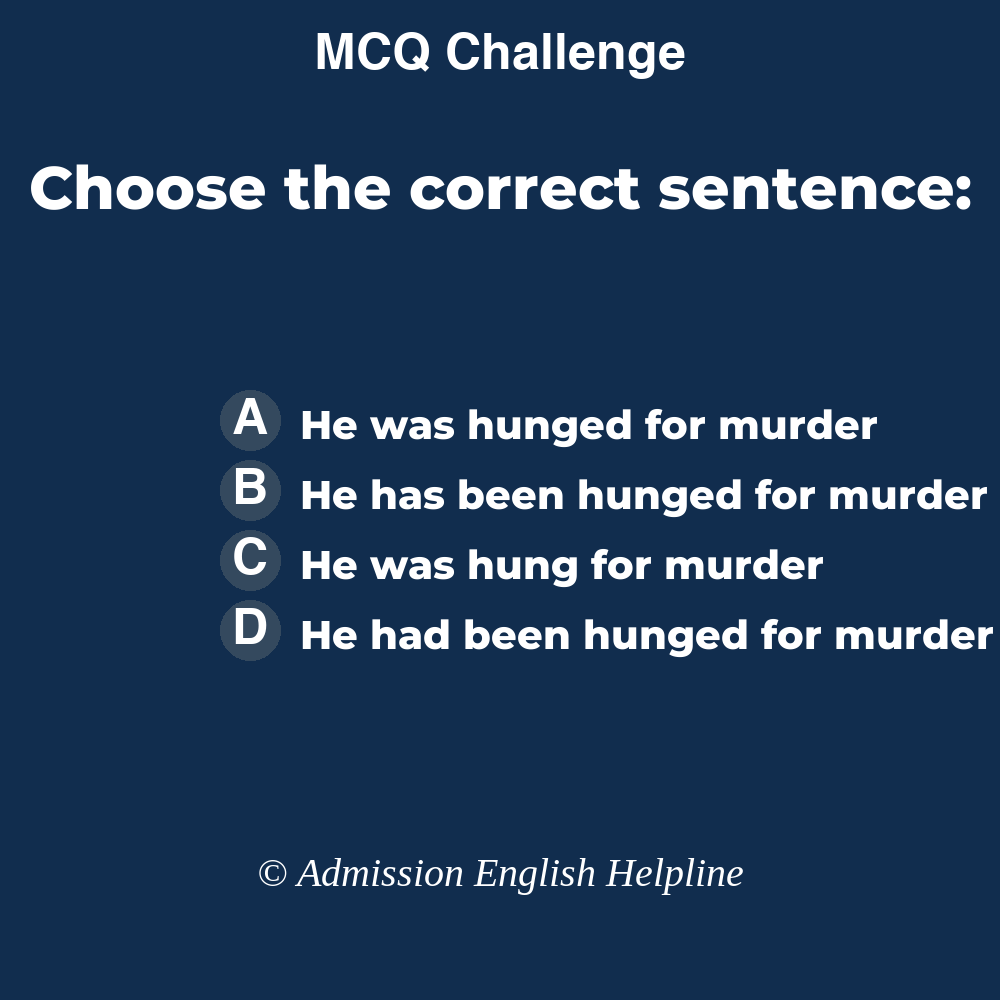 MCQ Challenge
Choose the correct sentence:
A He was hunged for murder
B He has been hunged for murder
C He was hung for murder
D He had been hunged for murder
© Admission English Helpline